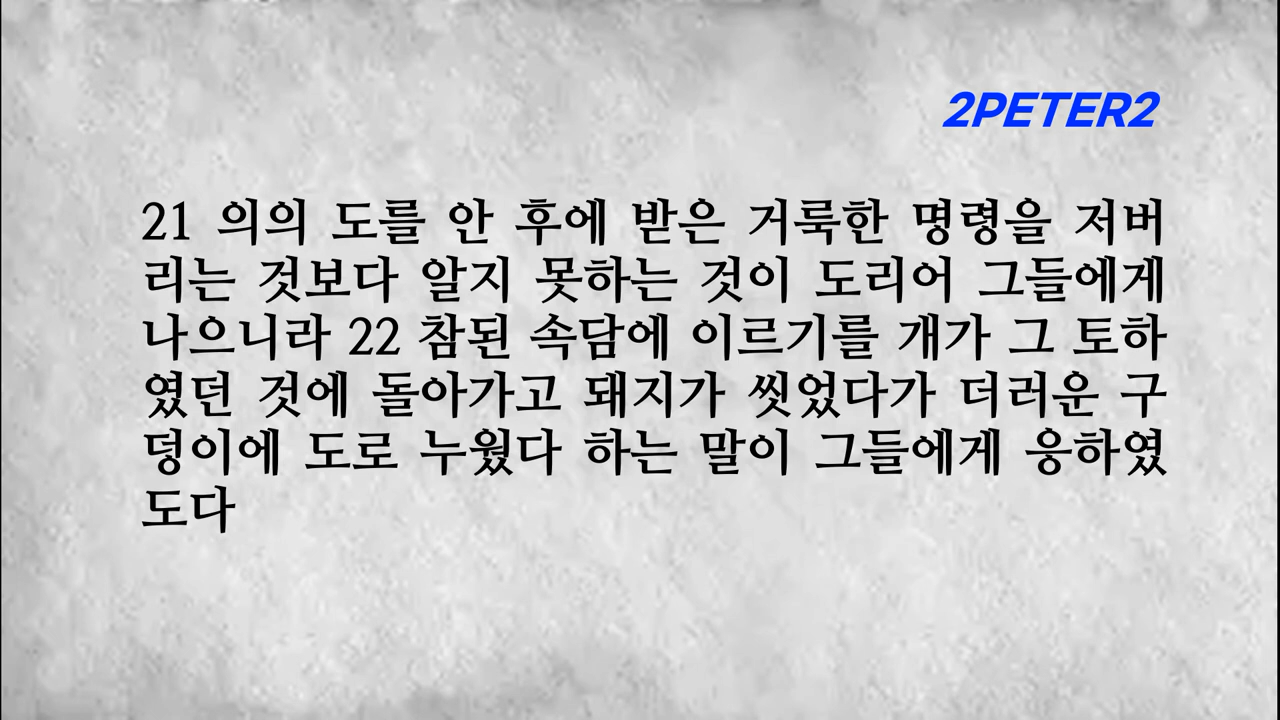 2PETER2
21 의의 도를 안 후에 받은 거룩한 명령을 저버
리는 것보다 알지 못하는 것이 도리어 그들에게
나으니라 22 참된 속담에 이르기를 개가 그 토하
였던 것에 돌아가고 돼지가 씻었다가 더러운 구
덩이에 도로 누웠다 하는 말이 그들에게 응하였
도다